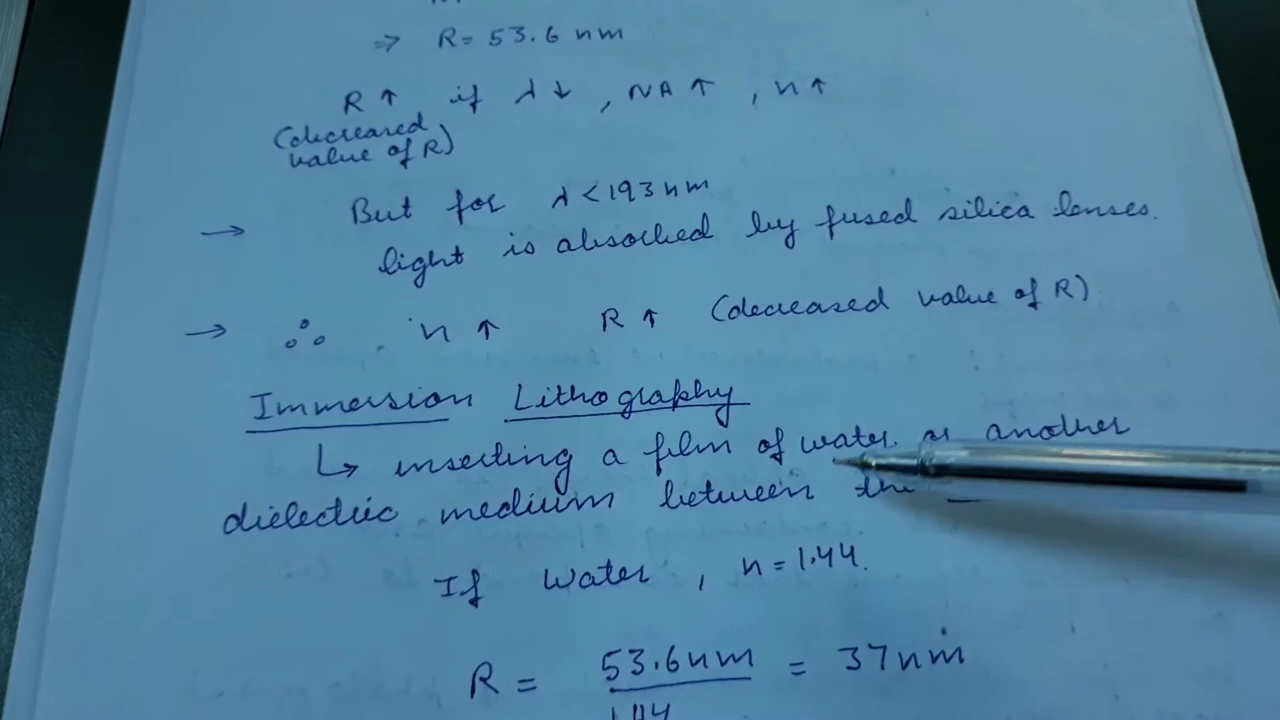 ⇒ R = 53.6 nm
R ↑ if λ ↓ , NA ↑ , n ↑
(decreased value of R)
→ But for λ < 193 nm
light is absorbed by fused silica lenses.
→ ∴ n ↑ R ↑ (decreased value of R)
Immersion Lithography
↳ inserting a film of water or another
dielectric medium between the
If water , n = 1.44.
R = 53.6 nm / 1.44 = 37 nm